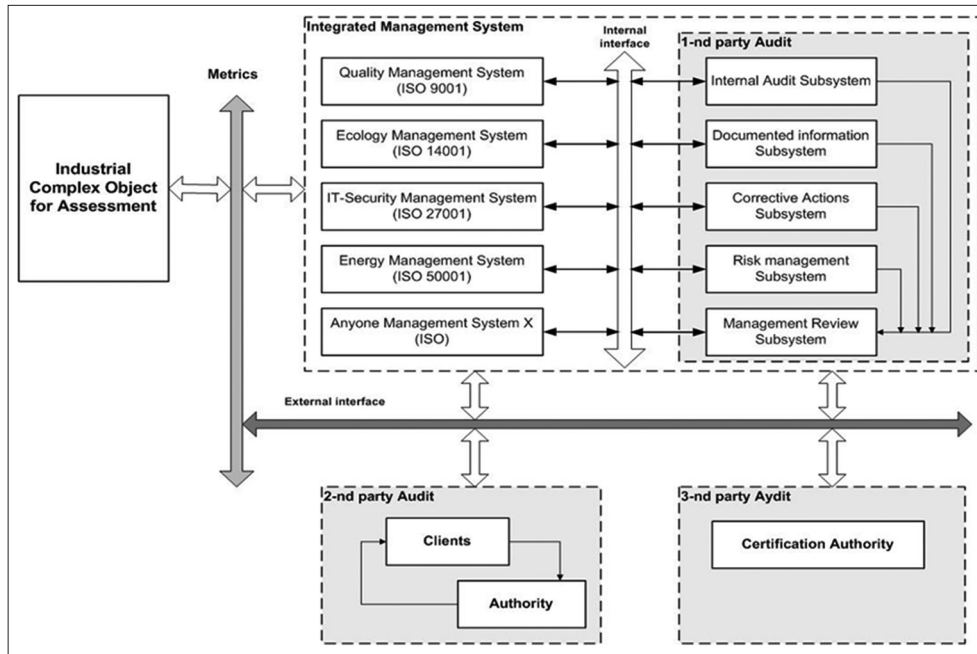 Integrated Management System
Internal
interface
1-nd party Audit
Metrics
Quality Management System
(ISO 9001)
Internal Audit Subsystem
Ecology Management System
(ISO 14001)
Documented information
Subsystem
Industrial
Complex Object
for Assessment
IT-Security Management System
(ISO 27001)
Corrective Actions
Subsystem
Energy Management System
(ISO 50001)
Risk management
Subsystem
Anyone Management System X
(ISO)
Management Review
Subsystem
External interface
2-nd party Audit
Clients
Authority
3-nd party Aydit
Certification Authority